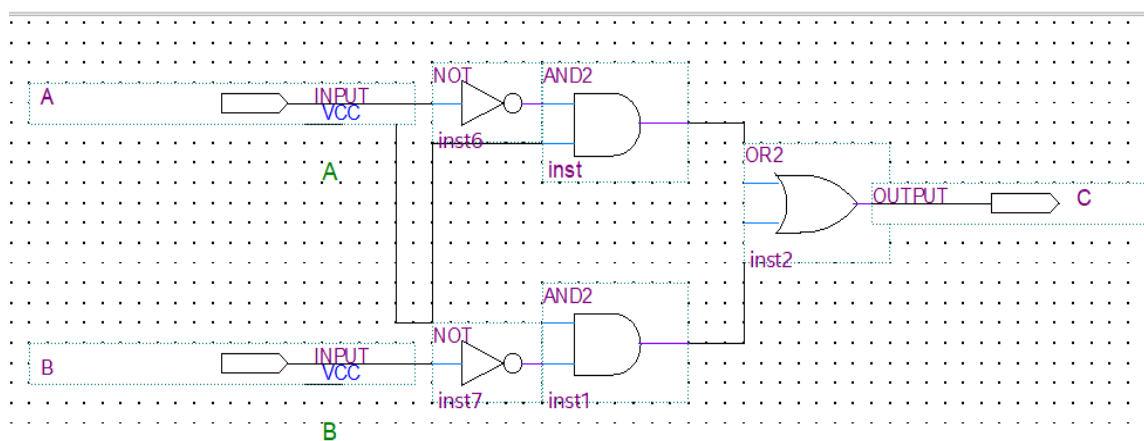 NOT
AND2
A
INPUT
VCC
inst6
inst
A
OR2
OUTPUT
C
inst2
AND2
NOT
B
INPUT
VCC
inst7
inst1
B